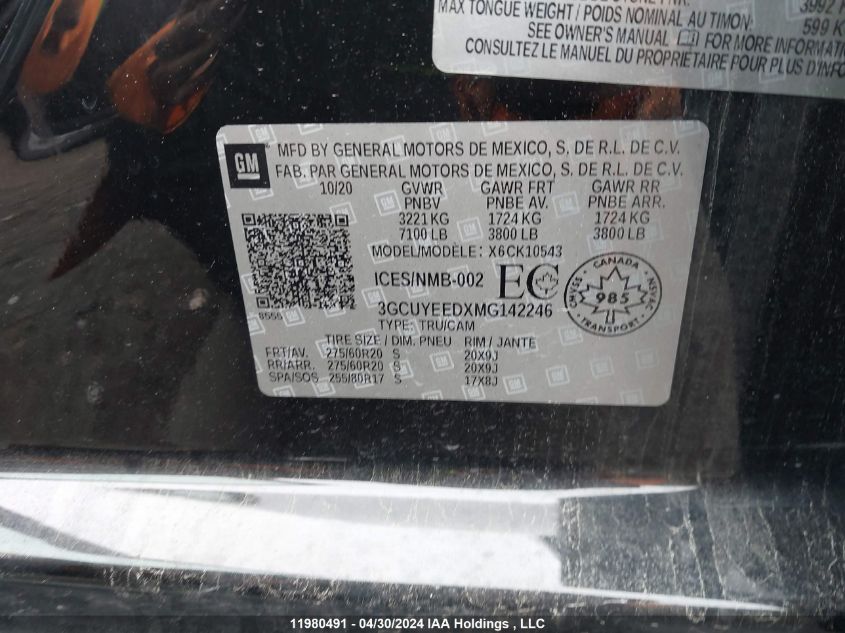 3992 K
MAX TONGUE WEIGHT / POIDS NOMINAL AU TIMON:
599 K
SEE OWNER'S MANUAL FOR MORE INFORMATIO
CONSULTEZ LE MANUEL DU PROPRIETAIRE POUR PLUS D'INFO
GM
MFD BY GENERAL MOTORS DE MEXICO, S. DE R.L. DE C.V.
FAB. PAR GENERAL MOTORS DE MEXICO, S. DE R.L. DE C.V.
10/20 GVWR GAWR FRT GAWR RR
PNBV PNBE AV. PNBE ARR.
3221 KG 1724 KG 1724 KG
7100 LB 3800 LB 3800 LB
MODEL/MODÈLE: X6CK10543
ICES/NMB-002 EC
CANADA
985
TRANSPORT
8555
3GCUYEEDXMG142246
TYPE: TRU/CAM
TIRE SIZE / DIM. PNEU RIM / JANTE
FRT/AV. 275/60R20 S 20X9J
RR/ARR. 275/60R20 S 20X9J
SPA/SOS 255/80R17 S 17X8J
11980491 - 04/30/2024 IAA Holdings , LLC